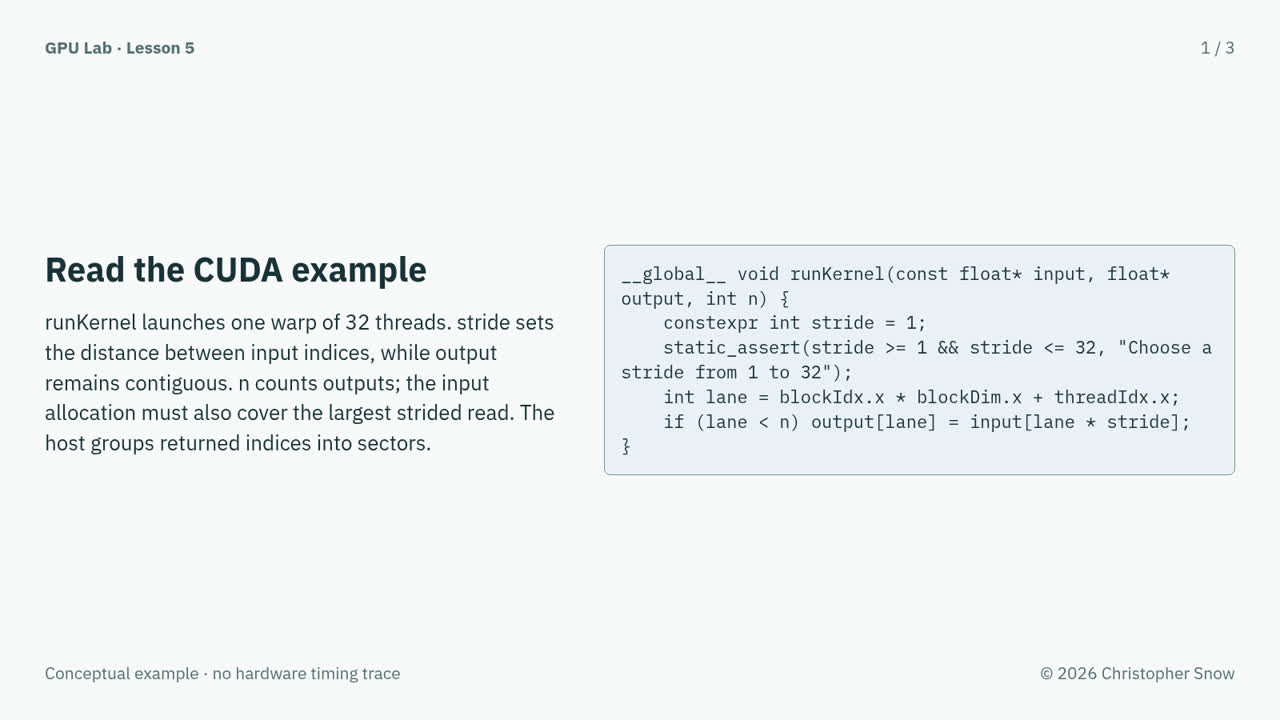 GPU Lab · Lesson 5
1 / 3
Read the CUDA example
runKernel launches one warp of 32 threads. stride sets
the distance between input indices, while output
remains contiguous. n counts outputs; the input
allocation must also cover the largest strided read. The
host groups returned indices into sectors.
__global__ void runKernel(const float* input, float*
output, int n) {
    constexpr int stride = 1;
    static_assert(stride >= 1 && stride <= 32, "Choose a
stride from 1 to 32");
    int lane = blockIdx.x * blockDim.x + threadIdx.x;
    if (lane < n) output[lane] = input[lane * stride];
}
Conceptual example · no hardware timing trace
© 2026 Christopher Snow